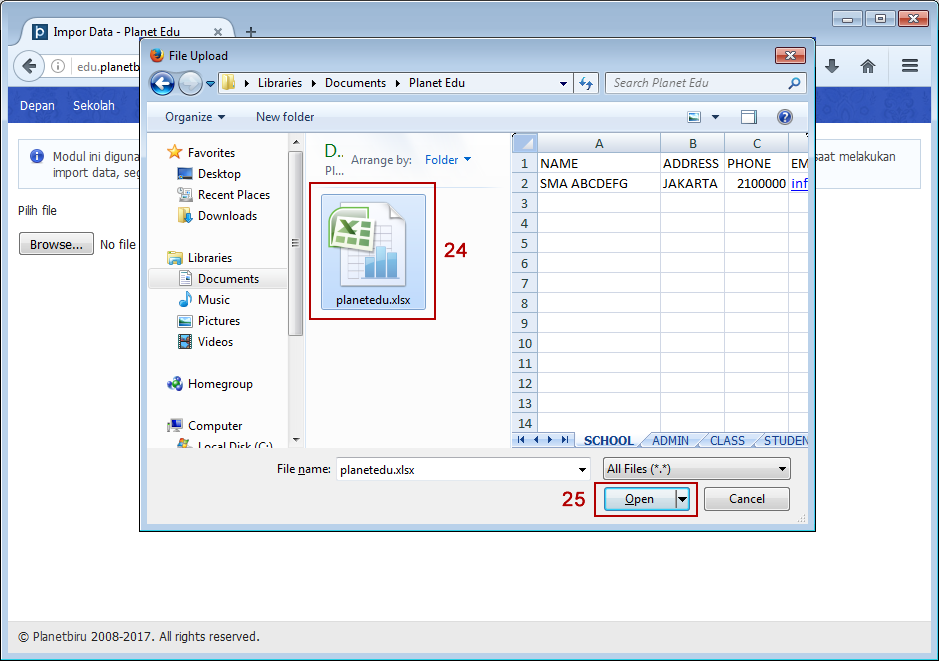 Impor Data - Planet Edu
edu.planetb
File Upload
Libraries Documents Planet Edu
Search Planet Edu
Depan Sekolah
Organize New folder
Modul ini diguna
saat melakukan
import data, seg
Pilih file
Browse... No file
Favorites
Desktop
Recent Places
Downloads
Libraries
Documents
Music
Pictures
Videos
Homegroup
Computer
Local Disk (C:)
D..
Pl...
Arrange by: Folder
planetedu.xlsx
24
A B C
1 NAME ADDRESS PHONE EM
2 SMA ABCDEFG JAKARTA 2100000 inf
3
4
5
6
7
8
9
10
11
12
13
14
SCHOOL ADMIN CLASS STUDEN
File name: planetedu.xlsx All Files (*.*)
25 Open Cancel
© Planetbiru 2008-2017. All rights reserved.